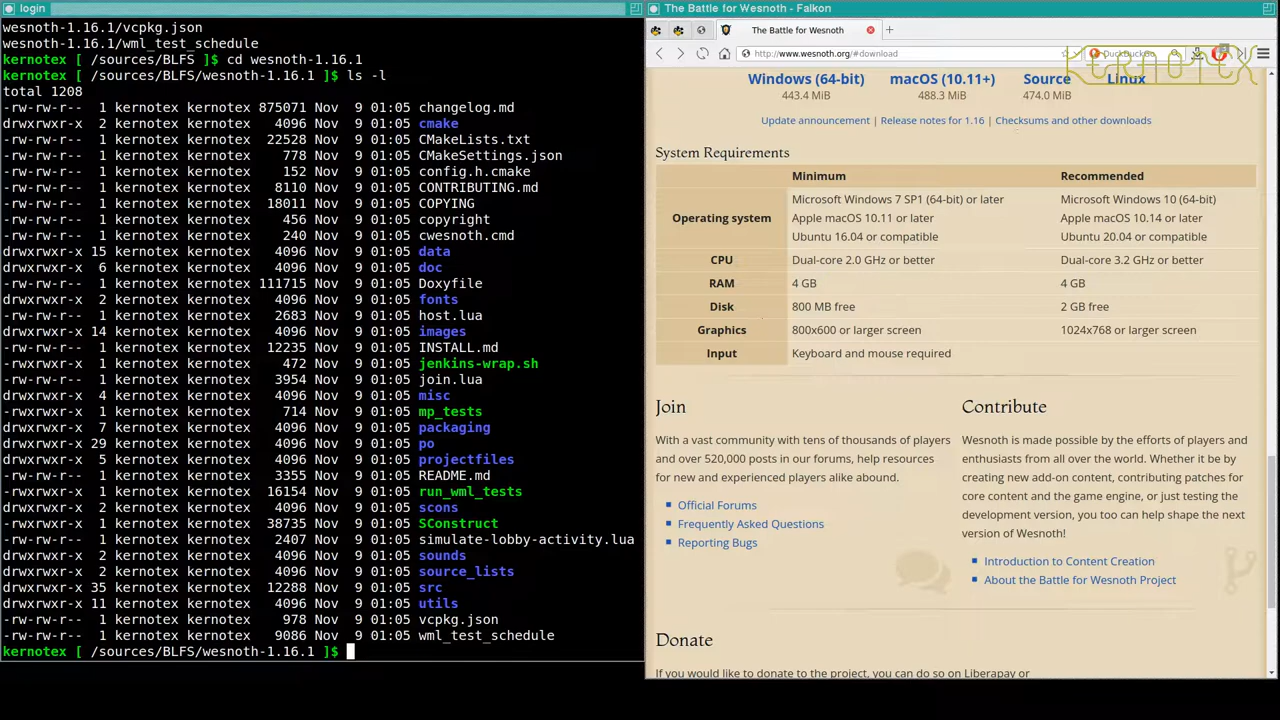 login
wesnoth-1.16.1/vcpkg.json
wesnoth-1.16.1/wml_test_schedule
kernotex [ /sources/BLFS ]$ cd wesnoth-1.16.1
kernotex [ /sources/BLFS/wesnoth-1.16.1 ]$ ls -l
total 1208
-rw-rw-r-- 1 kernotex kernotex 875071 Nov 9 01:05 changelog.md
drwxrwxr-x 2 kernotex kernotex 4096 Nov 9 01:05 cmake
-rw-rw-r-- 1 kernotex kernotex 22528 Nov 9 01:05 CMakeLists.txt
-rw-rw-r-- 1 kernotex kernotex 778 Nov 9 01:05 CMakeSettings.json
-rw-rw-r-- 1 kernotex kernotex 152 Nov 9 01:05 config.h.cmake
-rw-rw-r-- 1 kernotex kernotex 8110 Nov 9 01:05 CONTRIBUTING.md
-rw-rw-r-- 1 kernotex kernotex 18011 Nov 9 01:05 COPYING
-rw-rw-r-- 1 kernotex kernotex 456 Nov 9 01:05 copyright
-rw-rw-r-- 1 kernotex kernotex 240 Nov 9 01:05 cwesnoth.cmd
drwxrwxr-x 15 kernotex kernotex 4096 Nov 9 01:05 data
drwxrwxr-x 6 kernotex kernotex 4096 Nov 9 01:05 doc
-rw-rw-r-- 1 kernotex kernotex 111715 Nov 9 01:05 Doxyfile
drwxrwxr-x 2 kernotex kernotex 4096 Nov 9 01:05 fonts
-rw-rw-r-- 1 kernotex kernotex 2683 Nov 9 01:05 host.lua
drwxrwxr-x 14 kernotex kernotex 4096 Nov 9 01:05 images
-rw-rw-r-- 1 kernotex kernotex 12235 Nov 9 01:05 INSTALL.md
-rwxrwxr-x 1 kernotex kernotex 472 Nov 9 01:05 jenkins-wrap.sh
-rw-rw-r-- 1 kernotex kernotex 3954 Nov 9 01:05 join.lua
drwxrwxr-x 4 kernotex kernotex 4096 Nov 9 01:05 misc
-rwxrwxr-x 1 kernotex kernotex 714 Nov 9 01:05 mp_tests
drwxrwxr-x 7 kernotex kernotex 4096 Nov 9 01:05 packaging
drwxrwxr-x 29 kernotex kernotex 4096 Nov 9 01:05 po
drwxrwxr-x 5 kernotex kernotex 4096 Nov 9 01:05 projectfiles
-rw-rw-r-- 1 kernotex kernotex 3355 Nov 9 01:05 README.md
-rwxrwxr-x 1 kernotex kernotex 16154 Nov 9 01:05 run_wml_tests
drwxrwxr-x 2 kernotex kernotex 4096 Nov 9 01:05 scons
-rwxrwxr-x 1 kernotex kernotex 38735 Nov 9 01:05 SConstruct
-rw-rw-r-- 1 kernotex kernotex 2407 Nov 9 01:05 simulate-lobby-activity.lua
drwxrwxr-x 2 kernotex kernotex 4096 Nov 9 01:05 sounds
drwxrwxr-x 2 kernotex kernotex 4096 Nov 9 01:05 source_lists
drwxrwxr-x 35 kernotex kernotex 12288 Nov 9 01:05 src
drwxrwxr-x 11 kernotex kernotex 4096 Nov 9 01:05 utils
-rw-rw-r-- 1 kernotex kernotex 978 Nov 9 01:05 vcpkg.json
-rw-rw-r-- 1 kernotex kernotex 9086 Nov 9 01:05 wml_test_schedule
kernotex [ /sources/BLFS/wesnoth-1.16.1 ]$
The Battle for Wesnoth - Falkon
The Battle for Wesnoth
http://www.wesnoth.org/#download
DuckDuckGo
KERNOTEX
Windows (64-bit) macOS (10.11+) Source Linux
443.4 MiB 488.3 MiB 474.0 MiB
Update announcement | Release notes for 1.16 | Checksums and other downloads
System Requirements
Minimum Recommended
Operating system
Microsoft Windows 7 SP1 (64-bit) or later Microsoft Windows 10 (64-bit)
Apple macOS 10.11 or later Apple macOS 10.14 or later
Ubuntu 16.04 or compatible Ubuntu 20.04 or compatible
CPU Dual-core 2.0 GHz or better Dual-core 3.2 GHz or better
RAM 4 GB 4 GB
Disk 800 MB free 2 GB free
Graphics 800x600 or larger screen 1024x768 or larger screen
Input Keyboard and mouse required
Join
With a vast community with tens of thousands of players
and over 520,000 posts in our forums, help resources
for new and experienced players alike abound.
Official Forums
Frequently Asked Questions
Reporting Bugs
Contribute
Wesnoth is made possible by the efforts of players and
enthusiasts from all over the world. Whether it be by
creating new add-on content, contributing patches for
core content and the game engine, or just testing the
development version, you too can help shape the next
version of Wesnoth!
Introduction to Content Creation
About the Battle for Wesnoth Project
Donate
If you would like to donate to the project, you can do so on Liberapay or